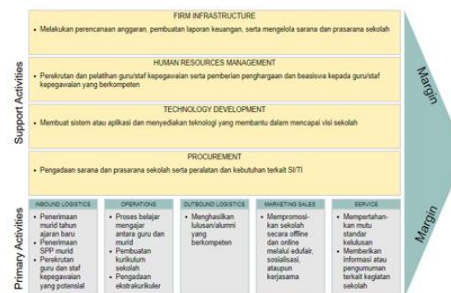 Support Activities
FIRM INFRASTRUCTURE
• Melakukan perencanaan anggaran, pembuatan laporan keuangan, serta mengelola sarana dan prasarana sekolah
HUMAN RESOURCES MANAGEMENT
• Perekrutan dan pelatihan guru/staf kepegawaian serta pemberian penghargaan dan beasiswa kepada guru/staf
kepegawaian yang berkompeten
TECHNOLOGY DEVELOPMENT
• Membuat sistem atau aplikasi dan menyediakan teknologi yang membantu dalam mencapai visi sekolah
PROCUREMENT
• Pengadaan sarana dan prasarana sekolah serta peralatan dan kebutuhan terkait SI/TI
Margin
Primary Activities
INBOUND LOGISTICS
• Penerimaan
murid tahun
ajaran baru
• Penerimaan
SPP murid
• Perekrutan
guru dan staf
kepegawaian
yang potensial
OPERATIONS
• Proses belajar
mengajar
antara guru dan
murid
• Pembuatan
kurikulum
sekolah
• Pengadaan
ekstrakurikuler
OUTBOUND LOGISTICS
• Menghasilkan
lulusan/alumni
yang
berkompeten
MARKETING SALES
• Mempromosi-
kan sekolah
secara offline
dan online
melalui edufair,
sosialisasi,
ataupun
kerjasama
SERVICE
• Mempertahan-
kan mutu
standar
kelulusan
• Memberikan
informasi atau
pengumuman
terkait kegiatan
sekolah
Margin